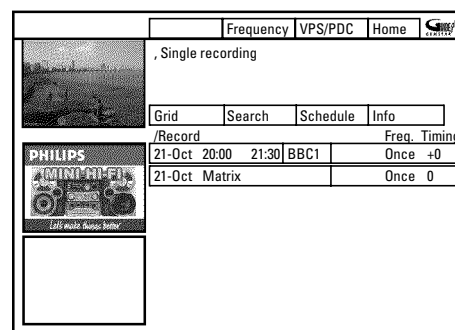 Frequency VPS/PDC Home
, Single recording
Grid Search Schedule Info
/Record Freq. Timing
21-Oct 20:00 21:30 BBC1 Once +0
21-Oct Matrix Once 0
PHILIPS
MINI-HI-FI
Let's make things better